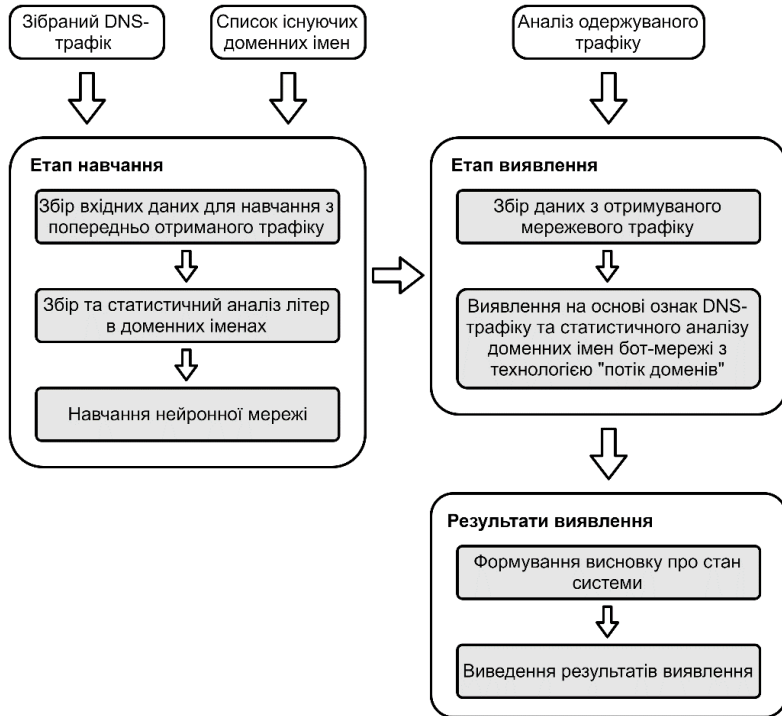 Зібраний DNS-
трафік
Список існуючих
доменних імен
Аналіз одержуваного
трафіку
Етап навчання
Збір вхідних даних для навчання з
попередньо отриманого трафіку
Збір та статистичний аналіз літер
в доменних іменах
Навчання нейронної мережі
Етап виявлення
Збір даних з отримуваного
мережевого трафіку
Виявлення на основі ознак DNS-
трафіку та статистичного аналізу
доменних імен бот-мережі з
технологією "потік доменів"
Результати виявлення
Формування висновку про стан
системи
Виведення результатів виявлення